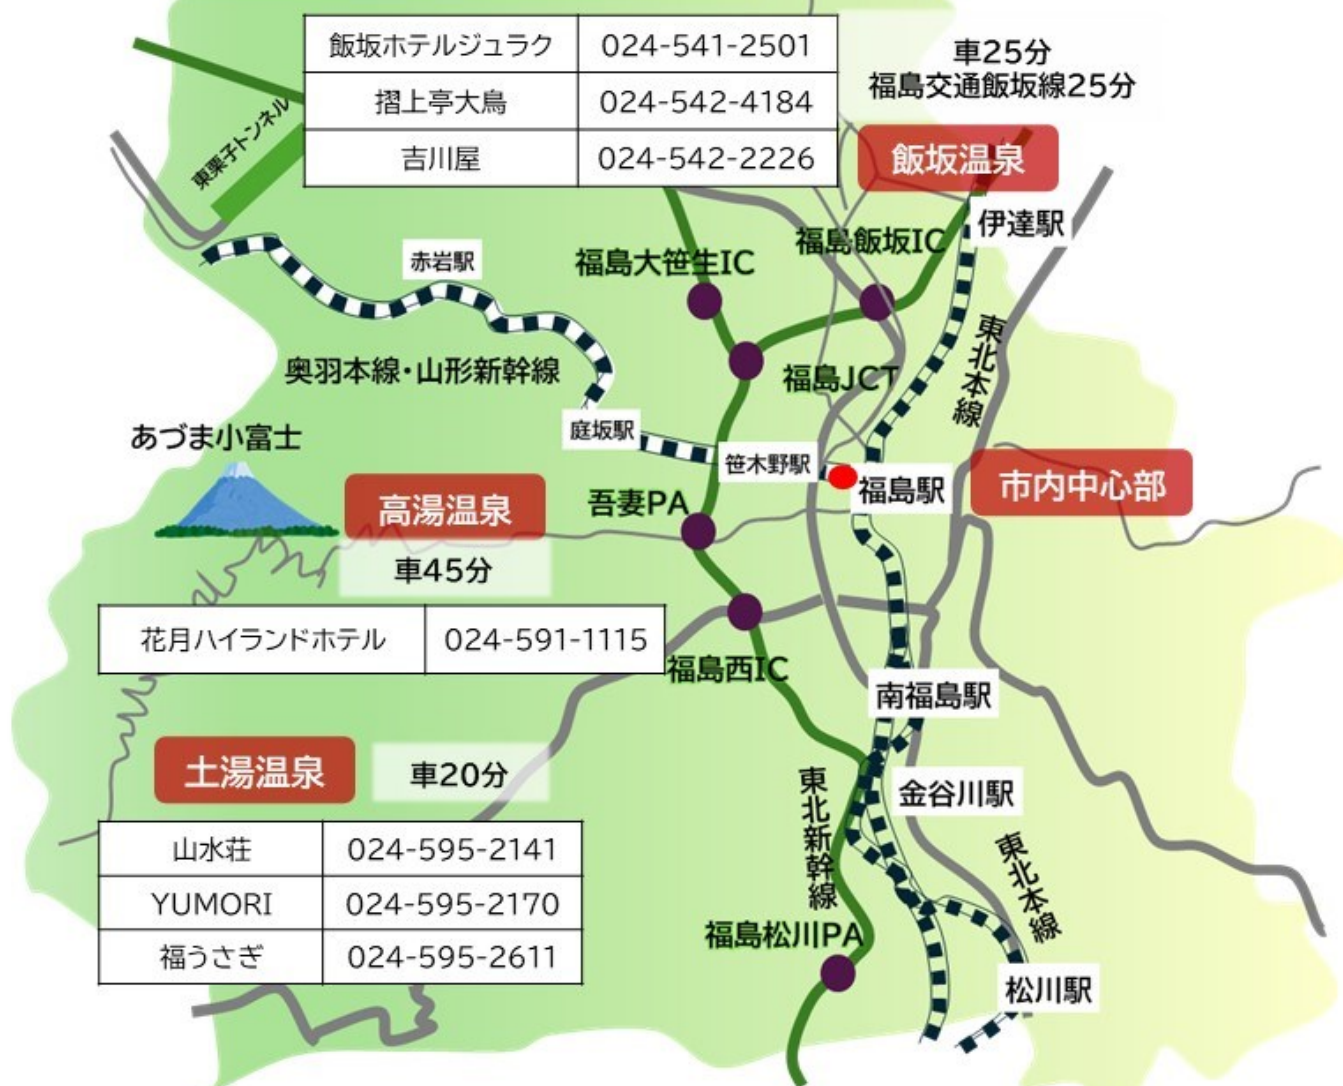 飯坂ホテルジュラク 024-541-2501
摺上亭大鳥 024-542-4184
吉川屋 024-542-2226
車25分
福島交通飯坂線25分
飯坂温泉
東栗子トンネル
伊達駅
福島飯坂IC
福島大笹生IC
赤岩駅
東北本線
奥羽本線・山形新幹線
福島JCT
庭坂駅
あづま小富士
笹木野駅
福島駅
市内中心部
高湯温泉
吾妻PA
車45分
花月ハイランドホテル 024-591-1115
福島西IC
南福島駅
土湯温泉
車20分
金谷川駅
東北新幹線
東北本線
山水荘 024-595-2141
YUMORI 024-595-2170
福うさぎ 024-595-2611
福島松川PA
松川駅